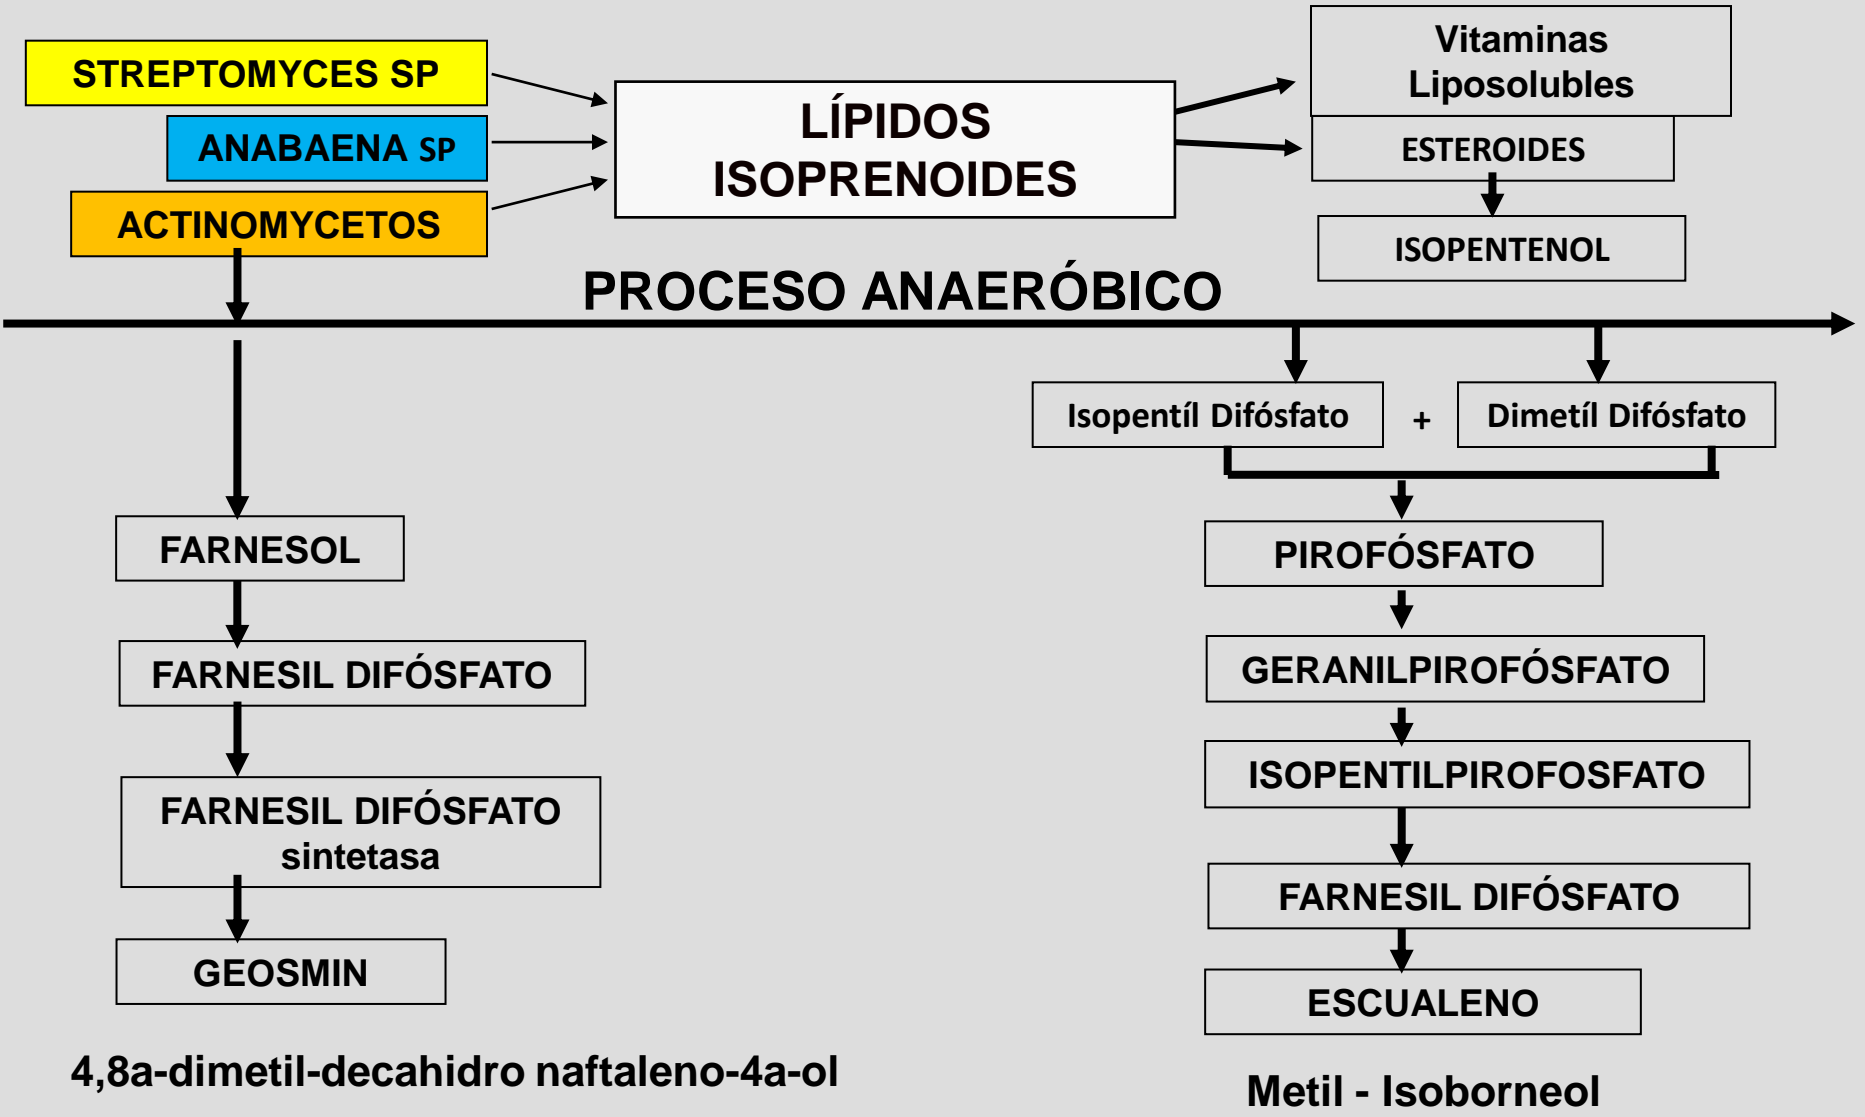 STREPTOMYCES SP
ANABAENA SP
ACTINOMYCETOS
LÍPIDOS
ISOPRENOIDES
Vitaminas
Liposolubles
ESTEROIDES
ISOPENTENOL
PROCESO ANAERÓBICO
Isopentíl Difósfato + Dimetíl Difósfato
FARNESOL
FARNESIL DIFÓSFATO
FARNESIL DIFÓSFATO
sintetasa
GEOSMIN
4,8a-dimetil-decahidro naftaleno-4a-ol
PIROFÓSFATO
GERANILPIROFÓSFATO
ISOPENTILPIROFOSFATO
FARNESIL DIFÓSFATO
ESCUALENO
Metil - Isoborneol